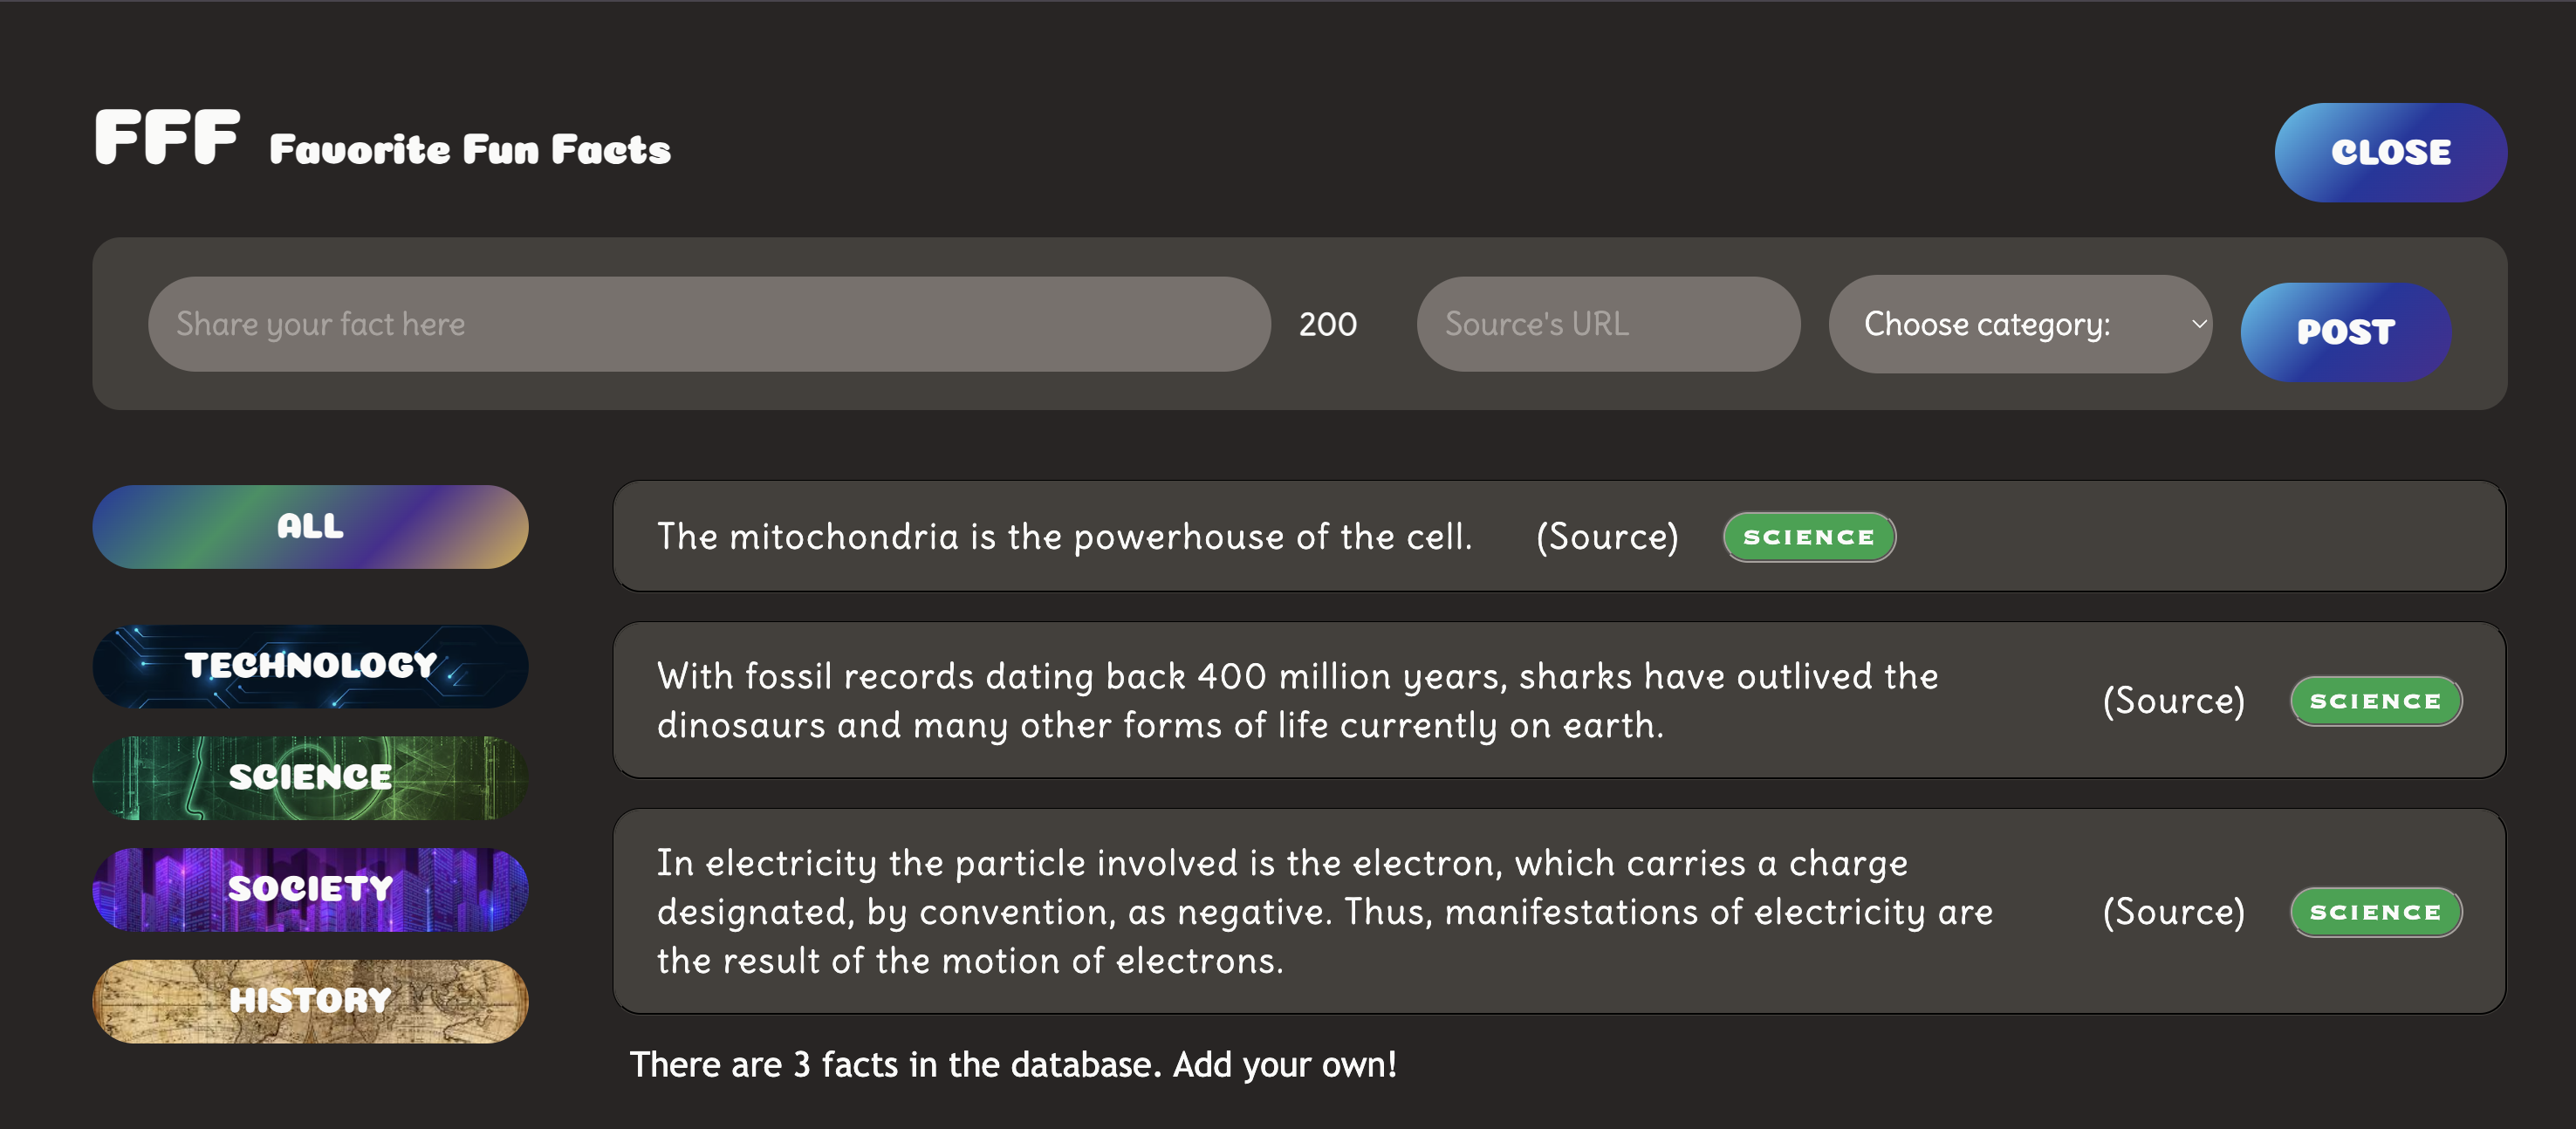 FFF Favorite Fun Facts
CLOSE
Share your fact here
200
Source's URL
Choose category:
POST
ALL
TECHNOLOGY
SCIENCE
SOCIETY
HISTORY
The mitochondria is the powerhouse of the cell.
(Source)
SCIENCE
With fossil records dating back 400 million years, sharks have outlived the
dinosaurs and many other forms of life currently on earth.
(Source)
SCIENCE
In electricity the particle involved is the electron, which carries a charge
designated, by convention, as negative. Thus, manifestations of electricity are
the result of the motion of electrons.
(Source)
SCIENCE
There are 3 facts in the database. Add your own!